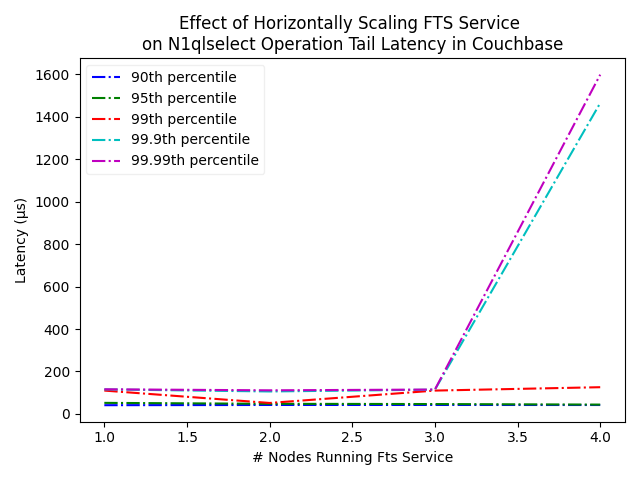 Effect of Horizontally Scaling FTS Service
on N1qlselect Operation Tail Latency in Couchbase
90th percentile
95th percentile
99th percentile
99.9th percentile
99.99th percentile
Latency (µs)
1600
1400
1200
1000
800
600
400
200
0
1.0 1.5 2.0 2.5 3.0 3.5 4.0
# Nodes Running Fts Service